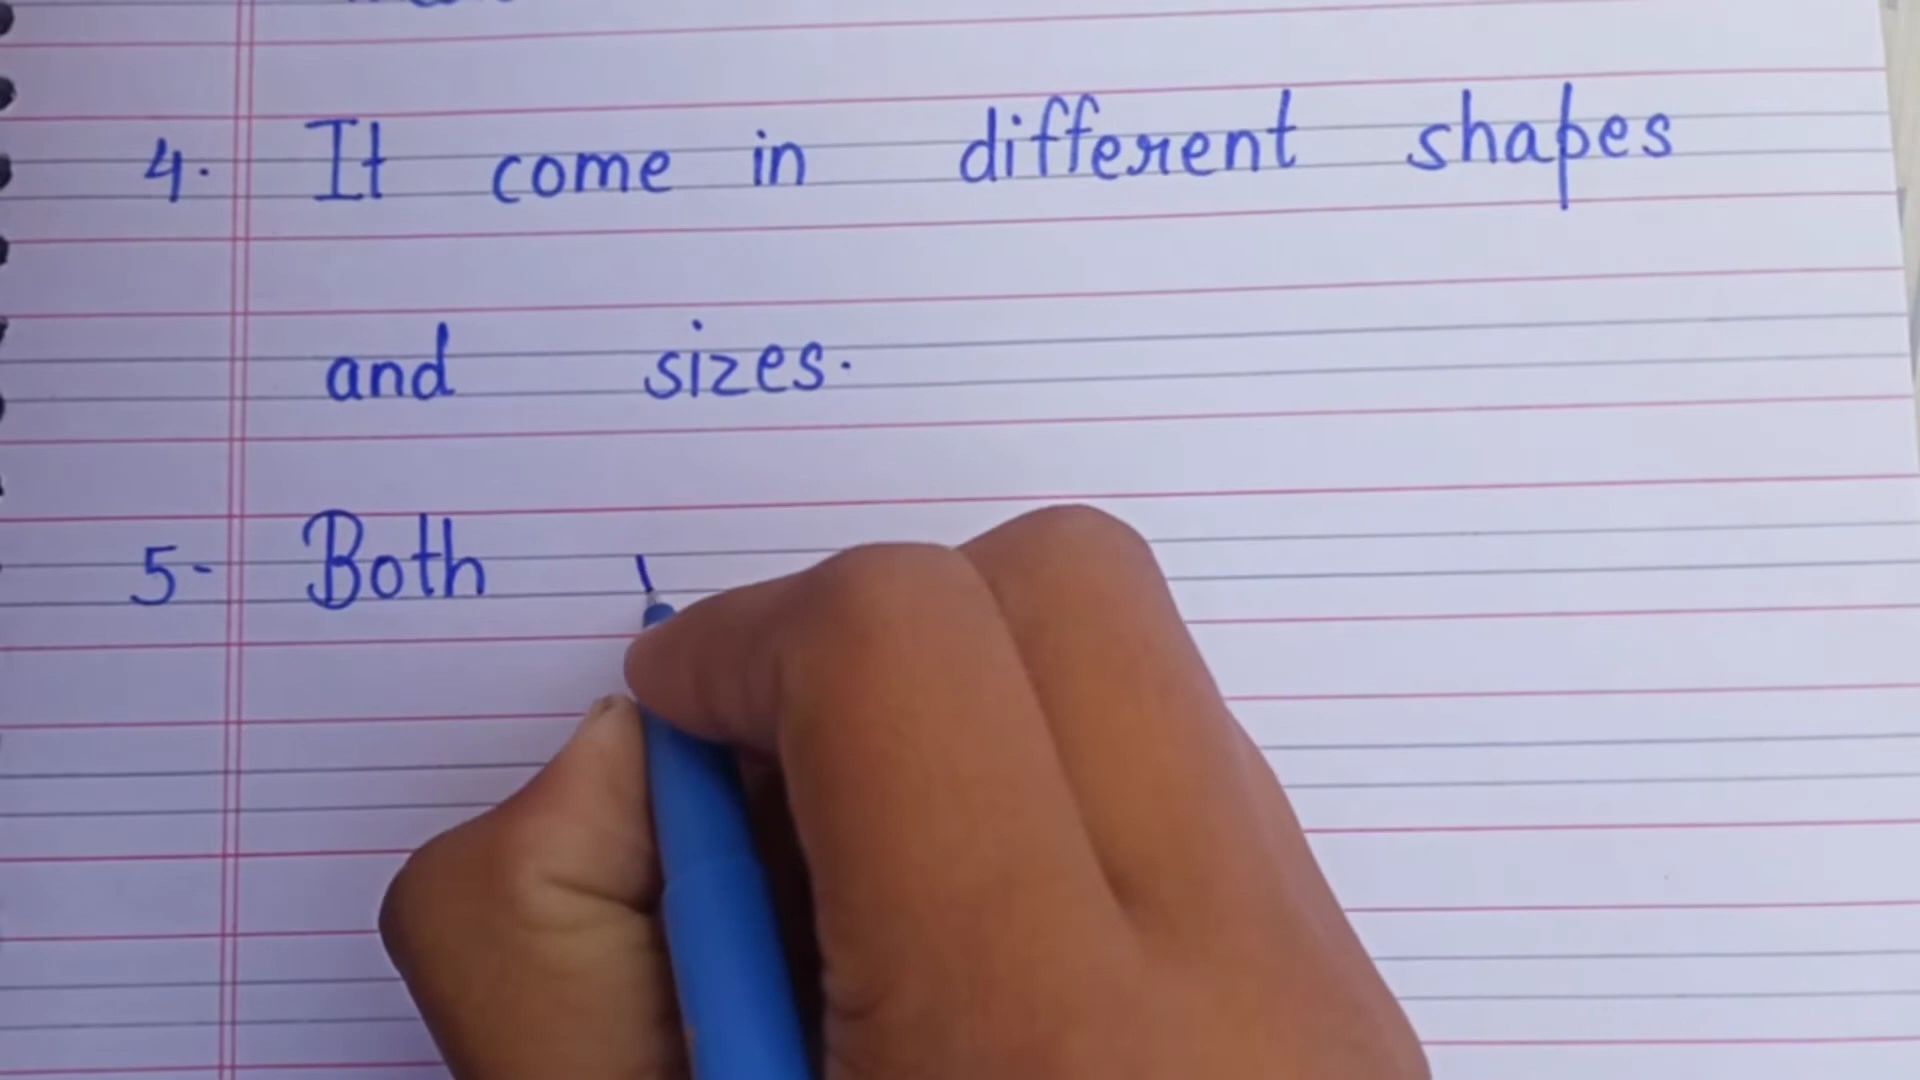 4. It come in different shapes
and sizes.
5- Both